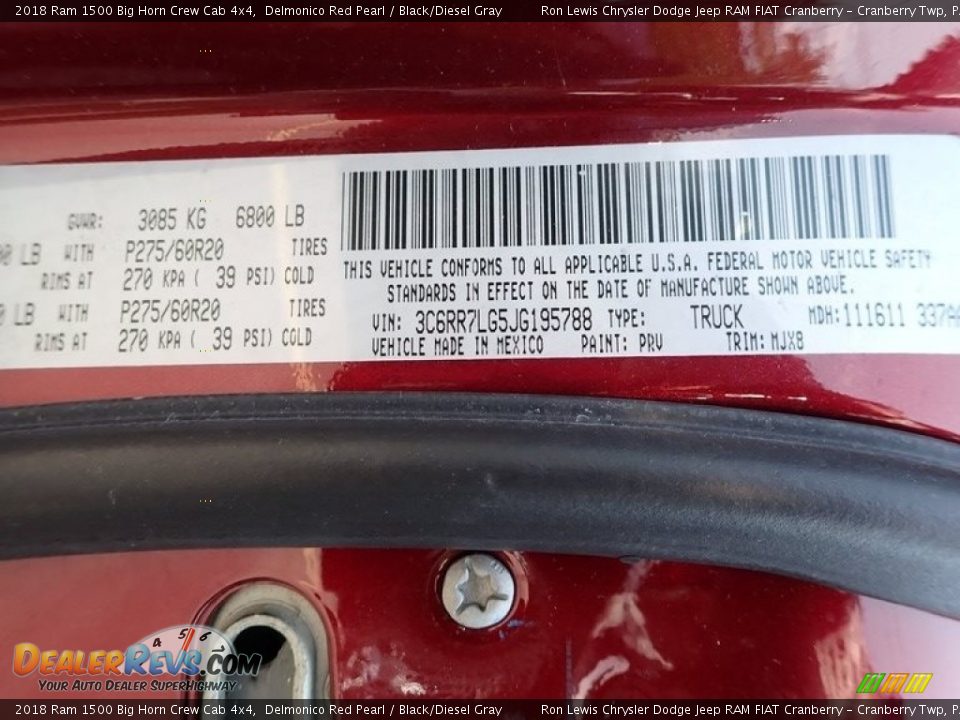 2018 Ram 1500 Big Horn Crew Cab 4x4, Delmonico Red Pearl / Black/Diesel Gray Ron Lewis Chrysler Dodge Jeep RAM FIAT Cranberry - Cranberry Twp,
GVWR: 3085 KG 6800 LB
LB WITH P275/60R20 TIRES
RIMS AT 270 KPA ( 39 PSI) COLD
LB WITH P275/60R20 TIRES
RIMS AT 270 KPA ( 39 PSI) COLD
THIS VEHICLE CONFORMS TO ALL APPLICABLE U.S.A. FEDERAL MOTOR VEHICLE SAFETY
STANDARDS IN EFFECT ON THE DATE OF MANUFACTURE SHOWN ABOVE.
VIN: 3C6RR7LG5JG195788 TYPE: TRUCK MDH: 111611
VEHICLE MADE IN MEXICO PAINT: PRV TRIM: MJX8
4 5 6
DEALERREVS.COM
YOUR AUTO DEALER SUPERHIGHWAY
2018 Ram 1500 Big Horn Crew Cab 4x4, Delmonico Red Pearl / Black/Diesel Gray Ron Lewis Chrysler Dodge Jeep RAM FIAT Cranberry - Cranberry Twp,